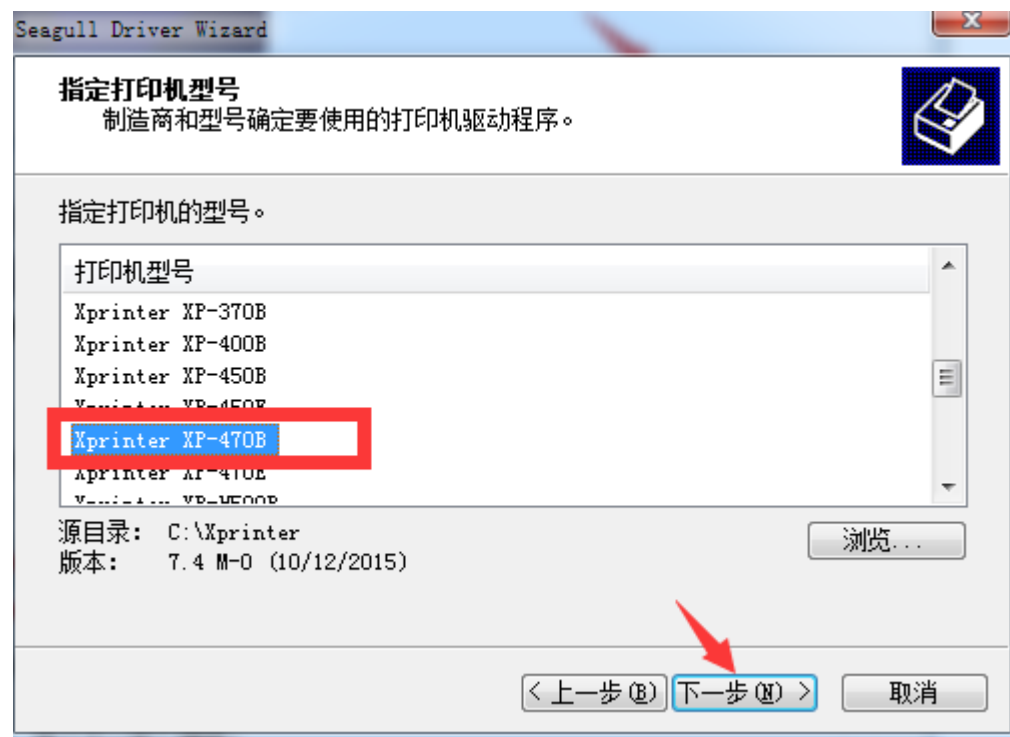 Seagull Driver Wizard
指定打印机型号
制造商和型号确定要使用的打印机驱动程序。
指定打印机的型号。
打印机型号
Xprinter XP-370B
Xprinter XP-400B
Xprinter XP-450B
Xprinter
Xprinter XP-470B
Xprinter
Xprinter
源目录： C:\Xprinter
浏览...
版本： 7.4 M-0 (10/12/2015)
< 上一步(B) 下一步(N) > 取消